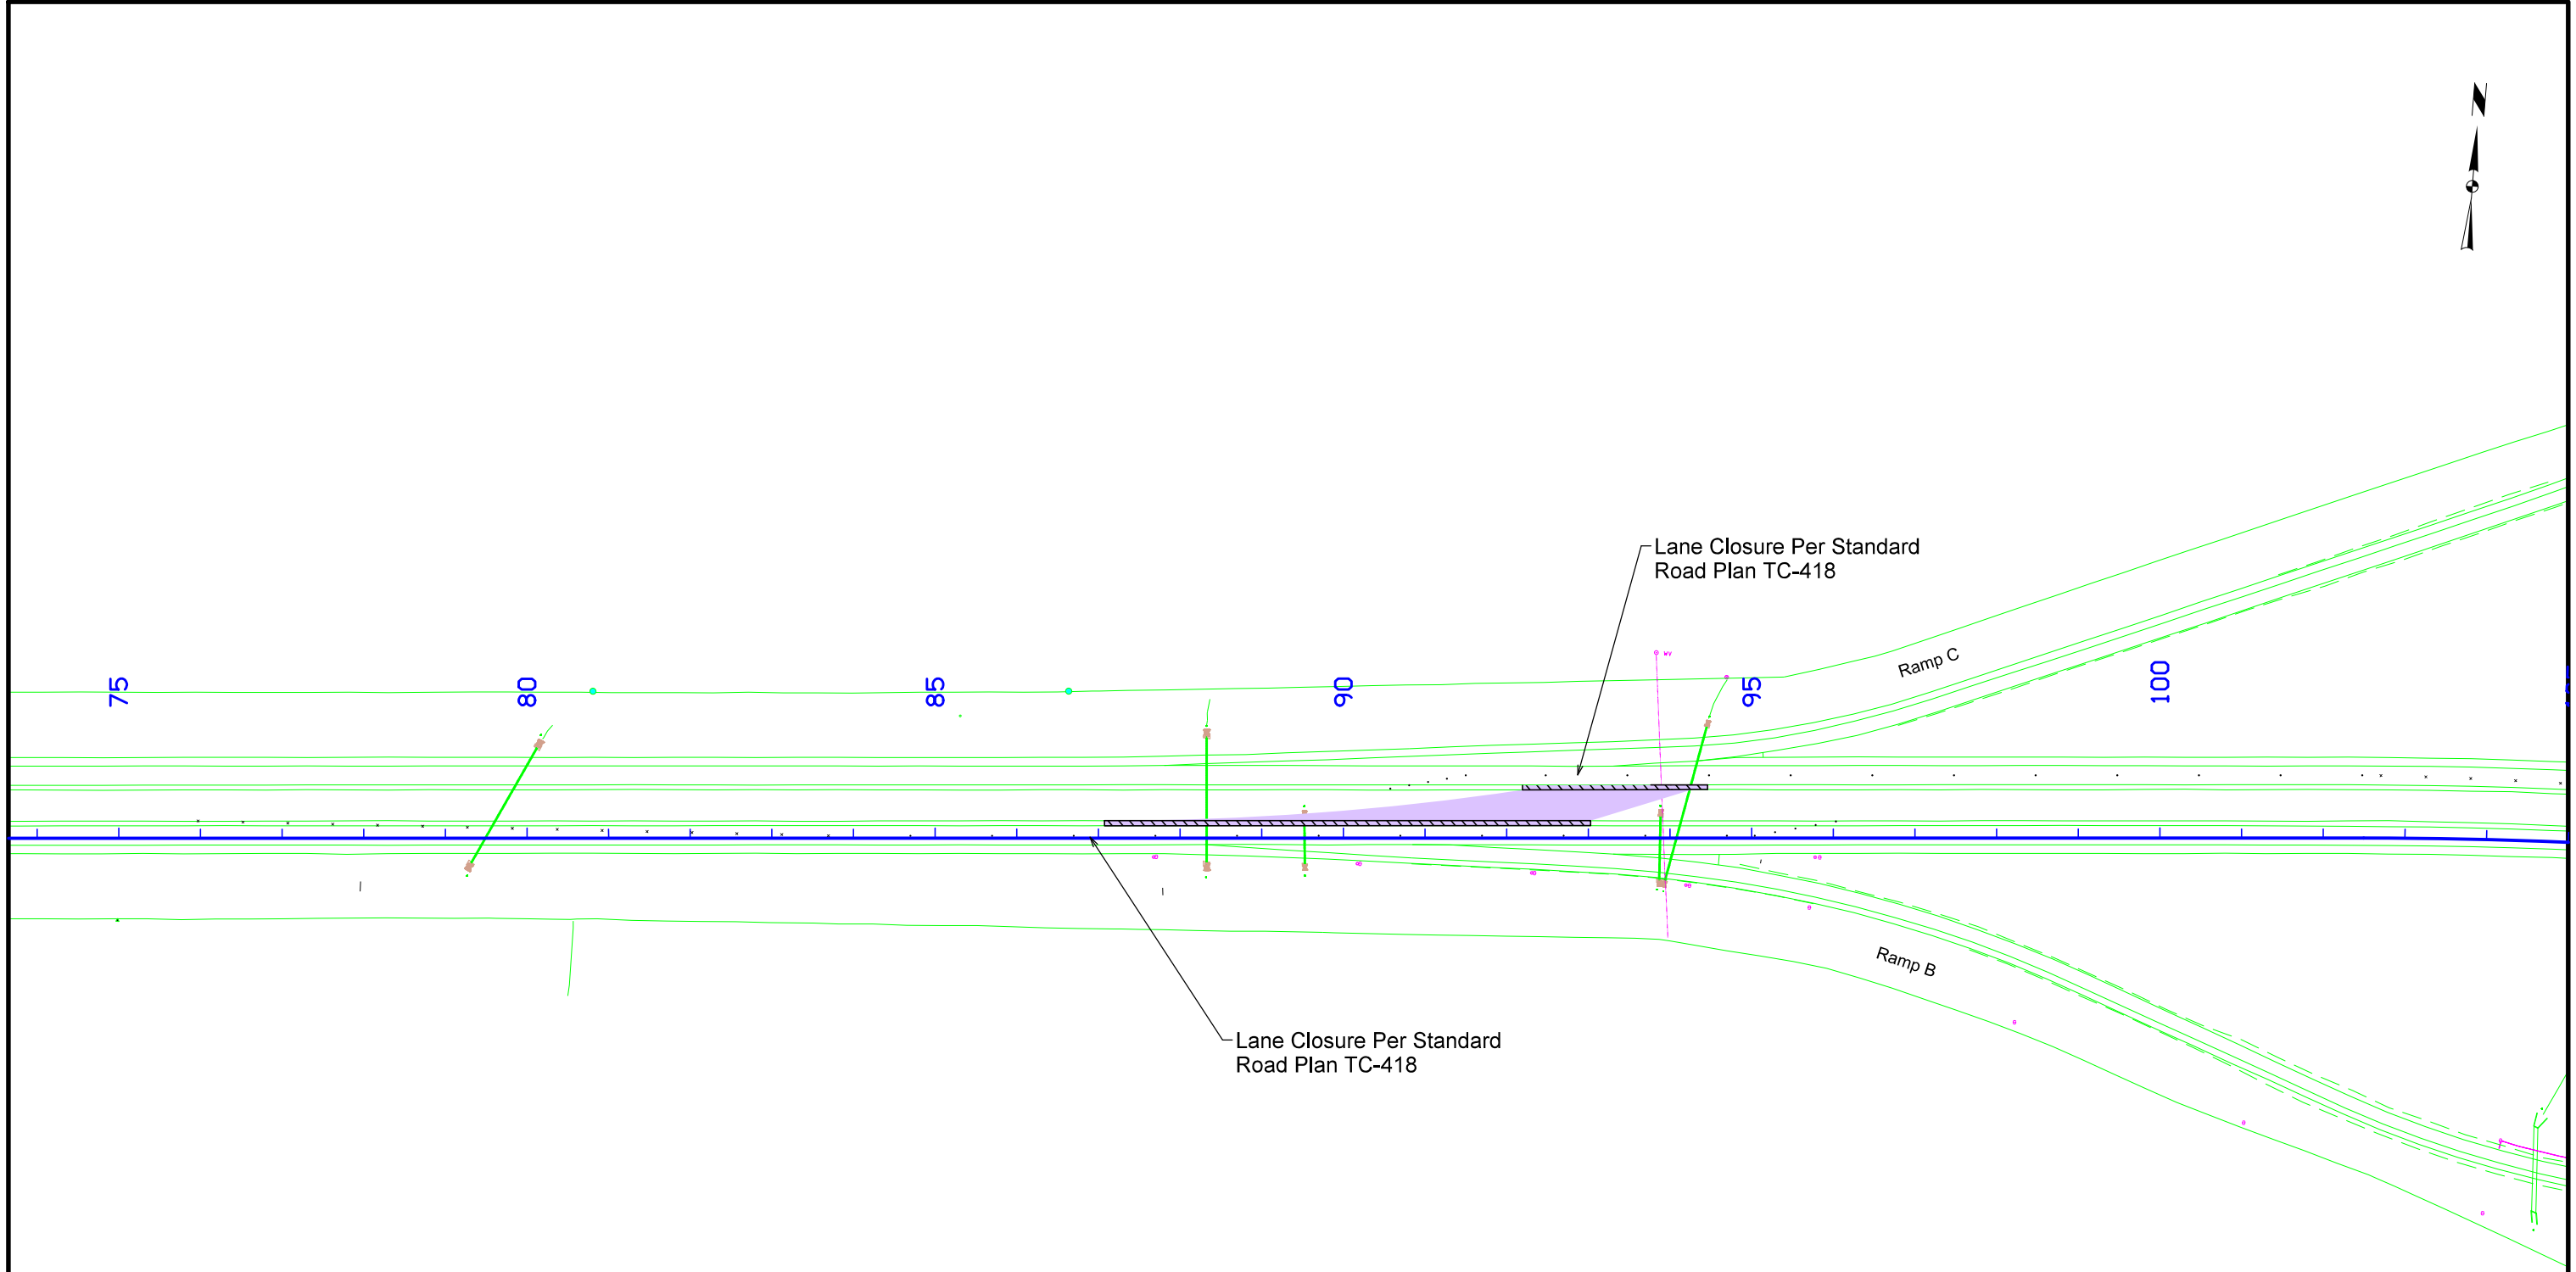 N
Lane Closure Per Standard
Road Plan TC-418
75
80
85
90
95
100
WV
Ramp C
Ramp B
Lane Closure Per Standard
Road Plan TC-418